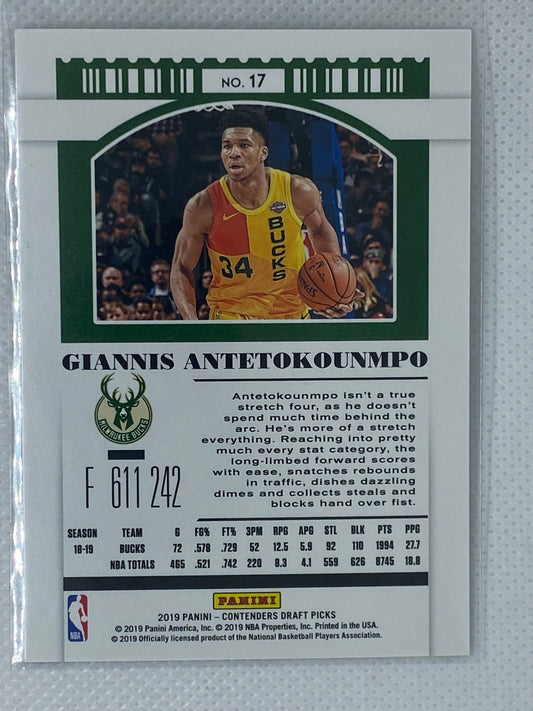 NO. 17
BUCKS
34
SPALDING
GIANNIS ANTETOKOUNMPO
MILWAUKEE BUCKS
F 611 242
Antetokounmpo isn't a true
stretch four, as he doesn't
spend much time behind the
arc. He's more of a stretch
everything. Reaching into pretty
much every stat category, the
long-limbed forward scores
with ease, snatches rebounds
in traffic, dishes dazzling
dimes and collects steals and
blocks hand over fist.
SEASON TEAM G FG% FT% 3PM RPG APG STL BLK PTS PPG
18-19 BUCKS 72 .578 .729 52 12.5 5.9 92 110 1994 27.7
NBA TOTALS 465 .521 .742 220 8.3 4.1 559 626 8745 18.8
PANINI
2019 PANINI – CONTENDERS DRAFT PICKS
© 2019 Panini America, Inc. © 2019 NBA Properties, Inc. Printed in the USA.
© 2019 Officially licensed product of the National Basketball Players Association.
NBA